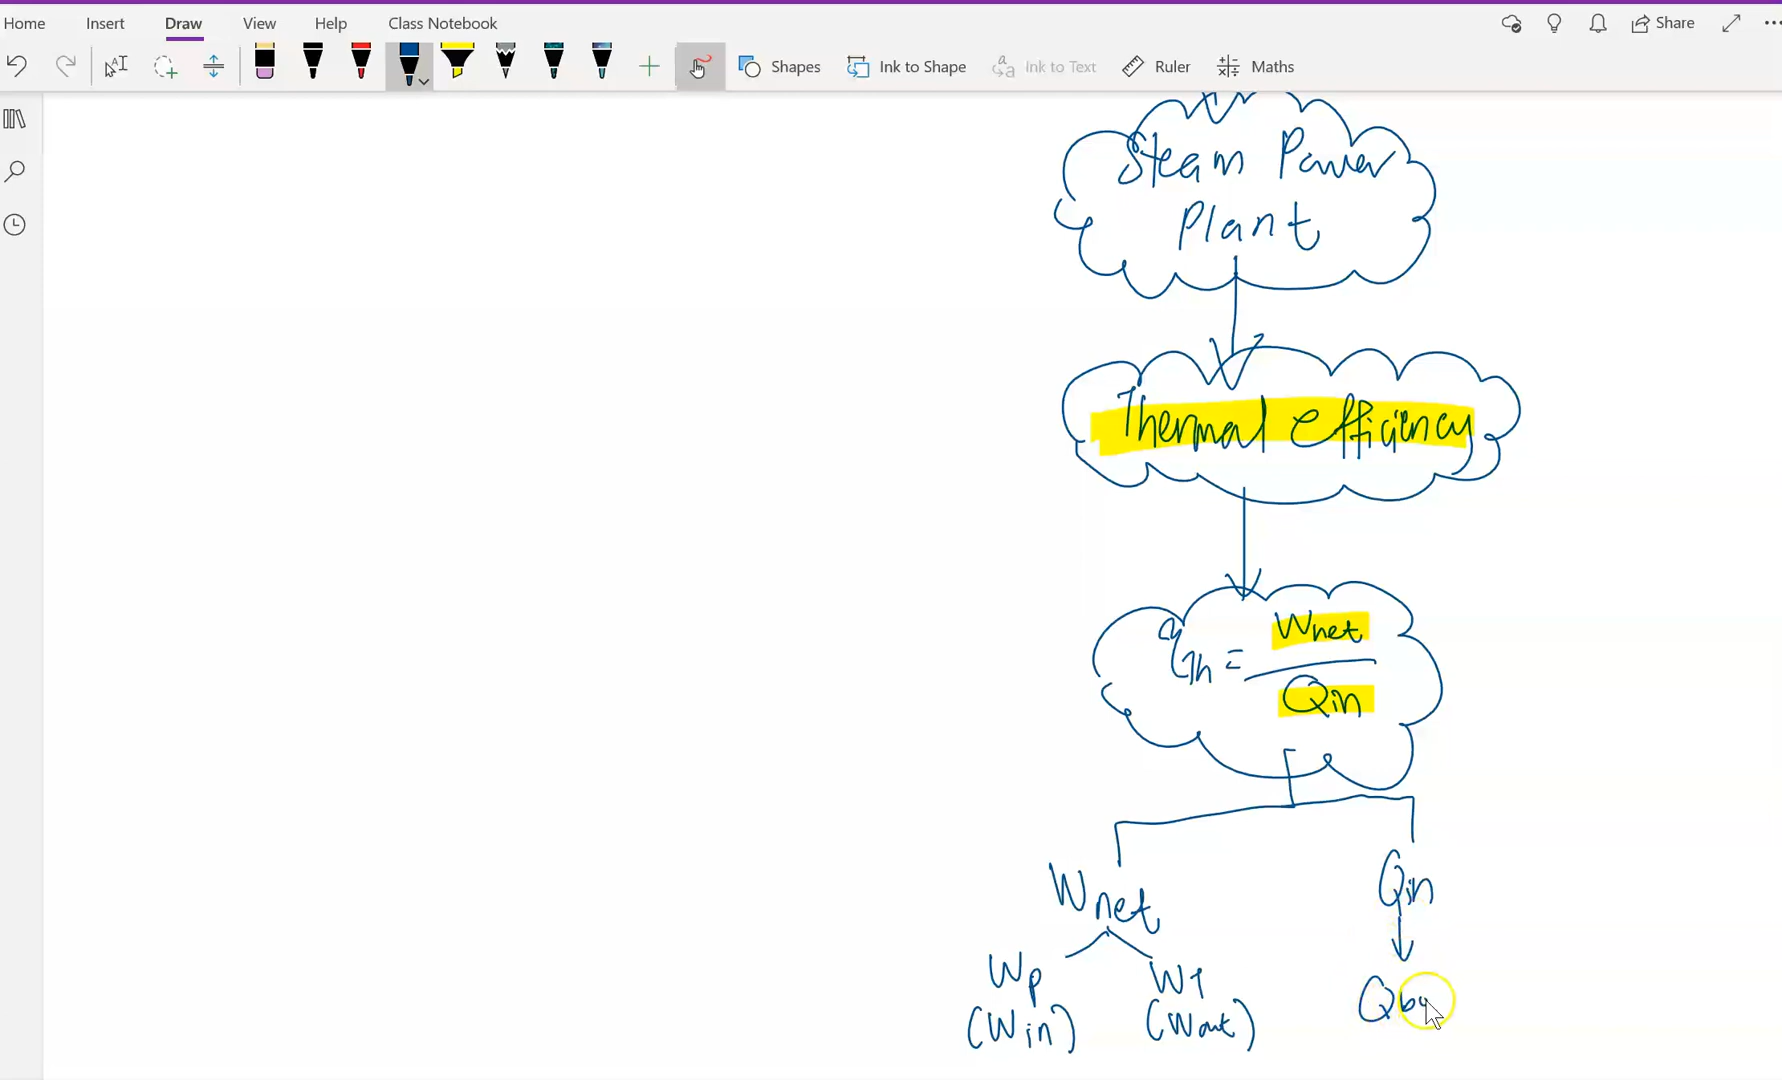 Home Insert Draw View Help Class Notebook Share
Shapes Ink to Shape Ink to Text Ruler Maths
Steam Power
Plant
Thermal efficiency
ηth = Wnet
Qin
Wnet Qin
Wp WT
(Win) (Wout)